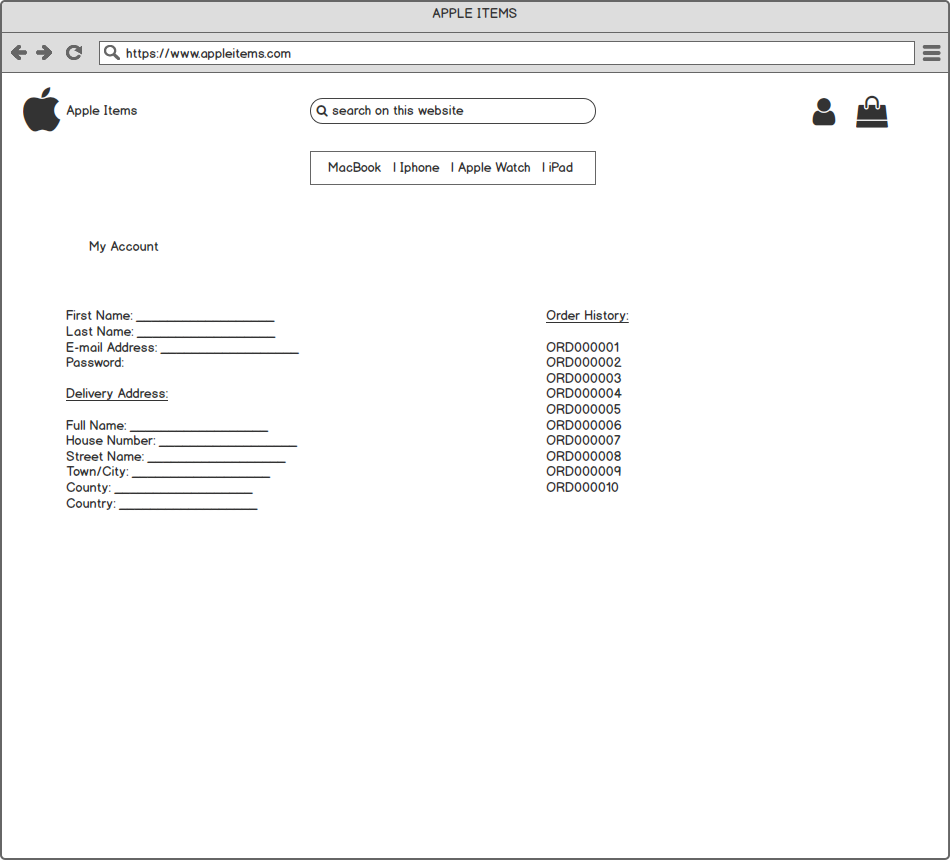 APPLE ITEMS
https://www.appleitems.com
Apple Items
search on this website
MacBook | Iphone | Apple Watch | iPad
My Account
First Name: ____________________
Last Name: ____________________
E-mail Address: ____________________
Password:
Delivery Address:
Full Name: ____________________
House Number: ____________________
Street Name: ____________________
Town/City: ____________________
County: ____________________
Country: ____________________
Order History:
ORD000001
ORD000002
ORD000003
ORD000004
ORD000005
ORD000006
ORD000007
ORD000008
ORD000009
ORD000010